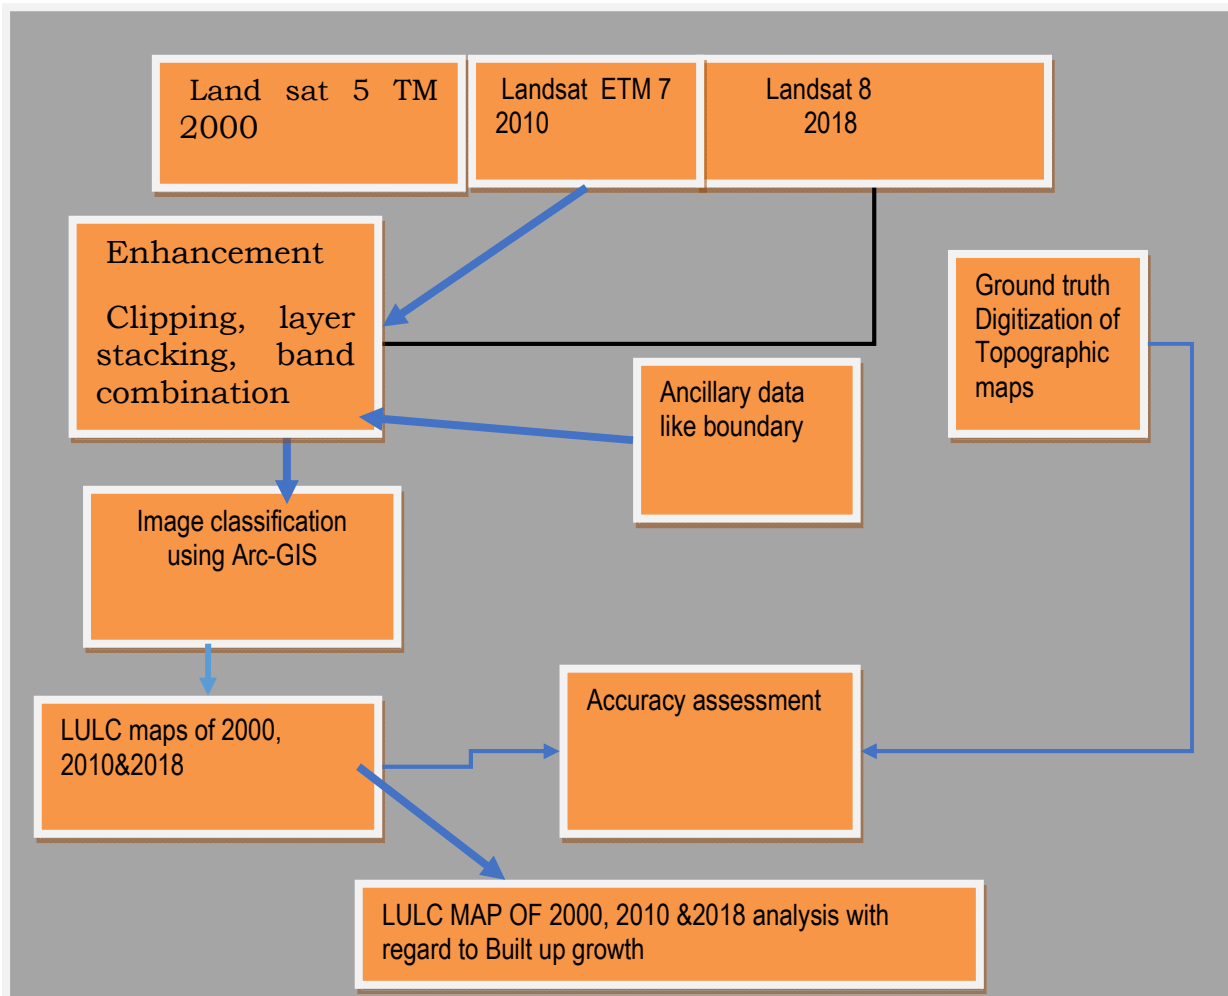 Land sat 5 TM
2000
Landsat ETM 7
2010
Landsat 8
2018
Enhancement
Clipping, layer
stacking, band
combination
Ground truth
Digitization of
Topographic
maps
Ancillary data
like boundary
Image classification
using Arc-GIS
LULC maps of 2000,
2010&2018
Accuracy assessment
LULC MAP OF 2000, 2010 &2018 analysis with
regard to Built up growth